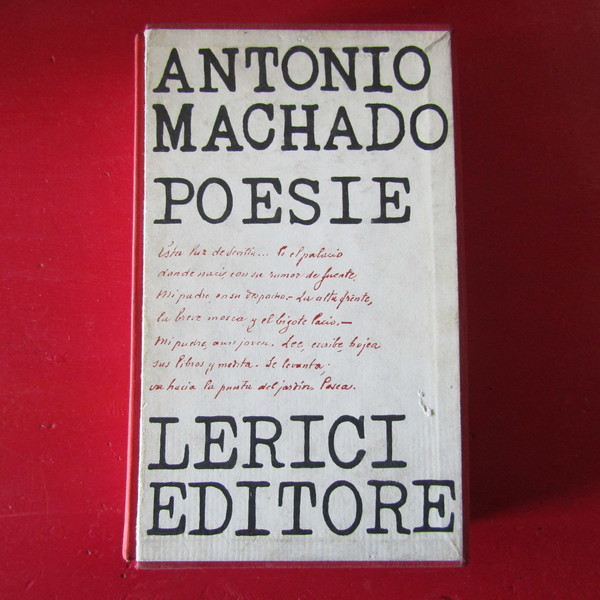 ANTONIO
MACHADO
POESIE
Esta luz de Sevilla... Es el palacio
donde nací, con su rumor de fuente.
Mi padre, en su despacho.— La alta frente,
la breve mosca y el bigote lacio.—
Mi padre, aun joven. Lee, escribe, hojea
sus libros y medita. Se levanta;
va hacia la puerta del jardín. Pasea.
LERICI
EDITORE